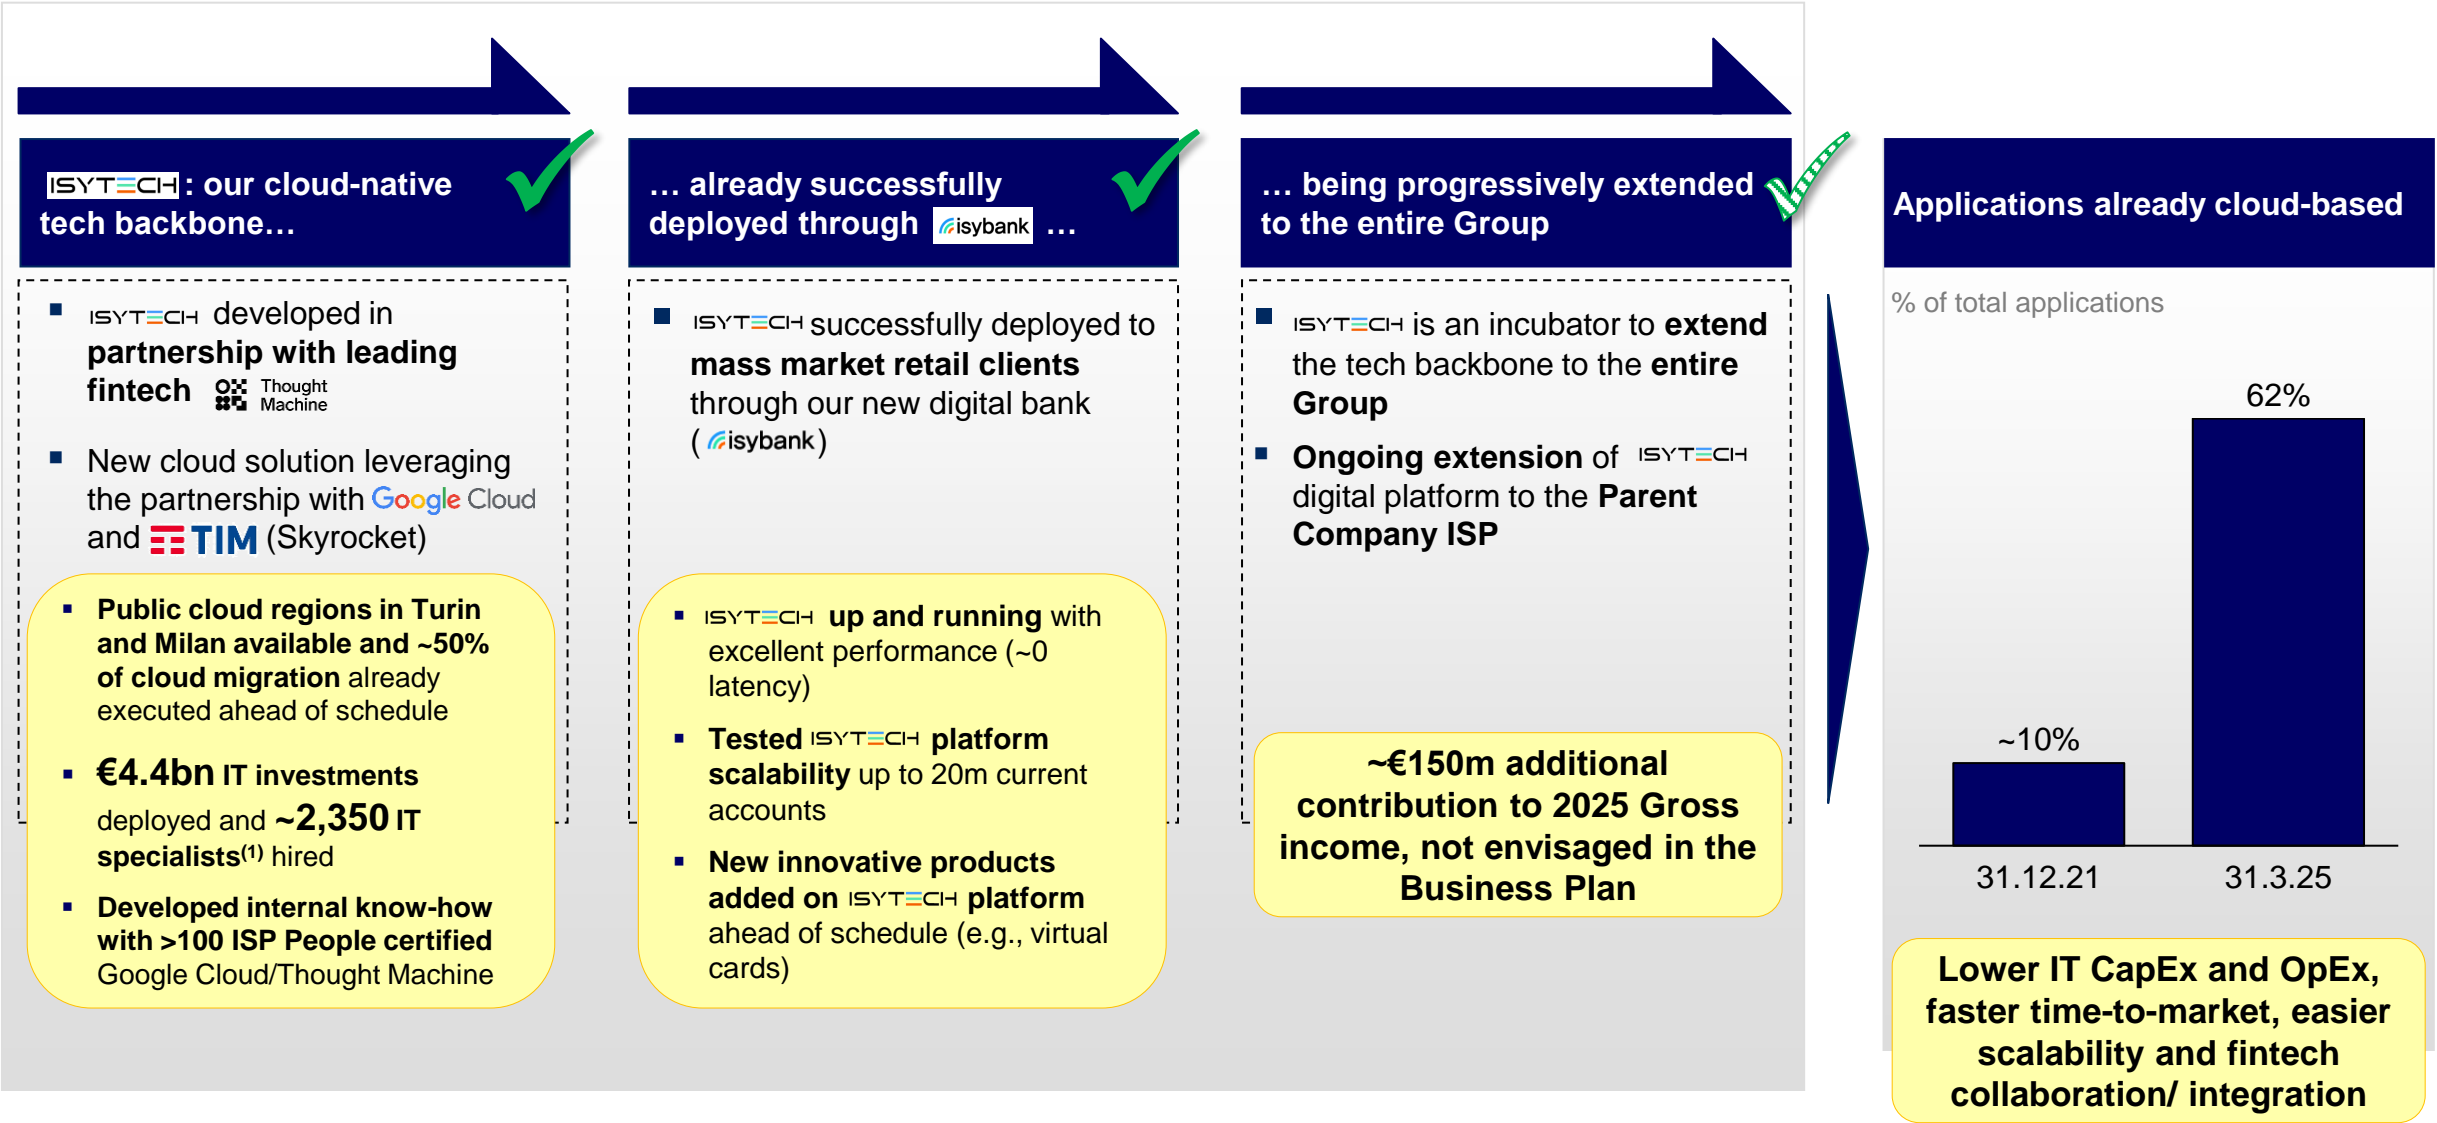 ISYTECH: our cloud-native
tech backbone…
ISYTECH developed in
partnership with leading
fintech Thought
Machine
New cloud solution leveraging
the partnership with Google Cloud
and TIM (Skyrocket)
Public cloud regions in Turin
and Milan available and ~50%
of cloud migration already
executed ahead of schedule
€4.4bn IT investments
deployed and ~2,350 IT
specialists(1) hired
Developed internal know-how
with >100 ISP People certified
Google Cloud/Thought Machine
… already successfully
deployed through isybank …
ISYTECH successfully deployed to
mass market retail clients
through our new digital bank
(isybank)
ISYTECH up and running with
excellent performance (~0
latency)
Tested ISYTECH platform
scalability up to 20m current
accounts
New innovative products
added on ISYTECH platform
ahead of schedule (e.g., virtual
cards)
… being progressively extended
to the entire Group
ISYTECH is an incubator to extend
the tech backbone to the entire
Group
Ongoing extension of ISYTECH
digital platform to the Parent
Company ISP
~€150m additional
contribution to 2025 Gross
income, not envisaged in the
Business Plan
Applications already cloud-based
% of total applications
62%
~10%
31.12.21
31.3.25
Lower IT CapEx and OpEx,
faster time-to-market, easier
scalability and fintech
collaboration/ integration